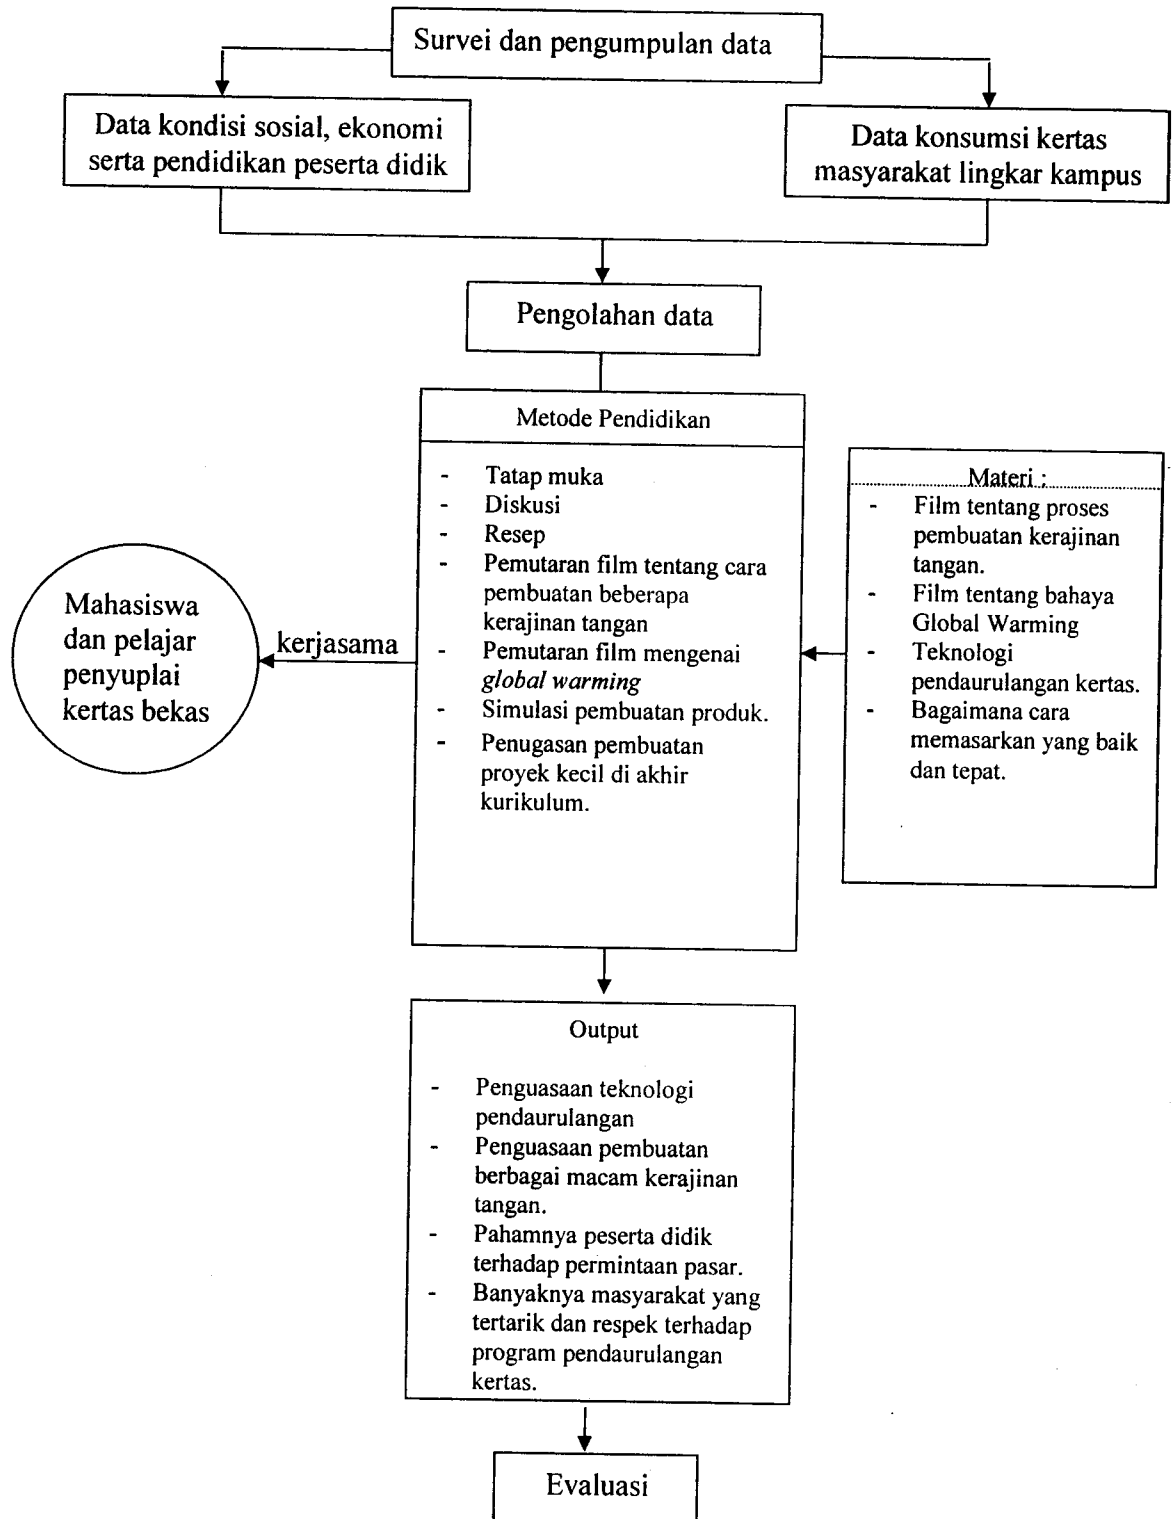 Survei dan pengumpulan data
Data kondisi sosial, ekonomi
serta pendidikan peserta didik
Data konsumsi kertas
masyarakat lingkar kampus
Pengolahan data
Metode Pendidikan
- Tatap muka
- Diskusi
- Resep
- Pemutaran film tentang cara
pembuatan beberapa
kerajinan tangan
- Pemutaran film mengenai
global warming
- Simulasi pembuatan produk.
- Penugasan pembuatan
proyek kecil di akhir
kurikulum.
Materi :
- Film tentang proses
pembuatan kerajinan
tangan.
- Film tentang bahaya
Global Warming
- Teknologi
pendaurulangan kertas.
- Bagaimana cara
memasarkan yang baik
dan tepat.
Mahasiswa
dan pelajar
penyuplai
kertas bekas
kerjasama
Output
- Penguasaan teknologi
pendaurulangan
- Penguasaan pembuatan
berbagai macam kerajinan
tangan.
- Pahamnya peserta didik
terhadap permintaan pasar.
- Banyaknya masyarakat yang
tertarik dan respek terhadap
program pendaurulangan
kertas.
Evaluasi